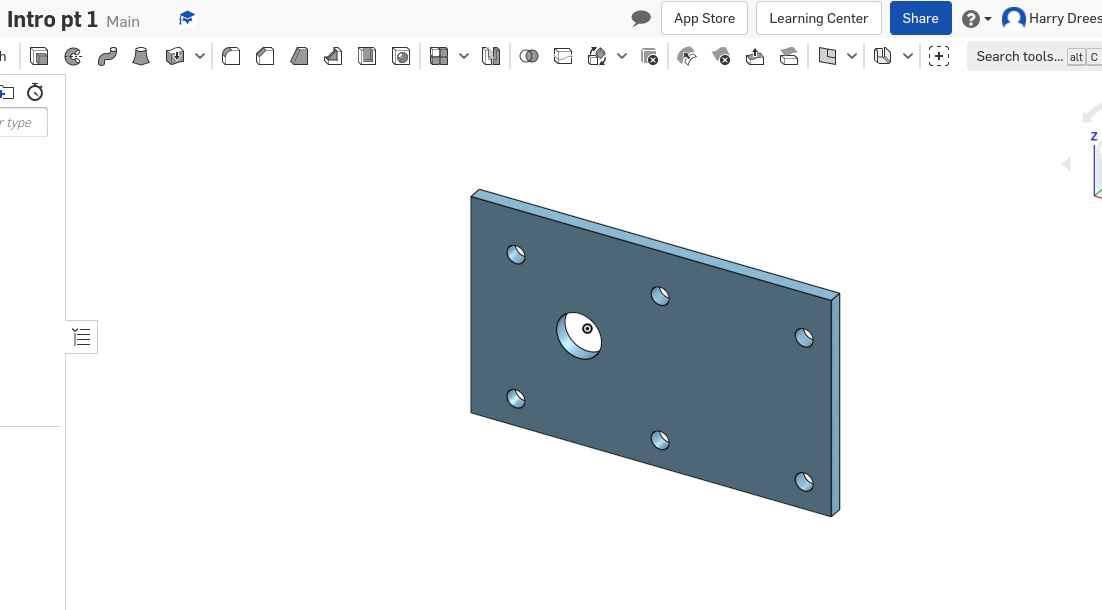 Intro pt 1 Main
App Store
Learning Center
Share
Harry Drees
h
Search tools... alt C
r type
Z